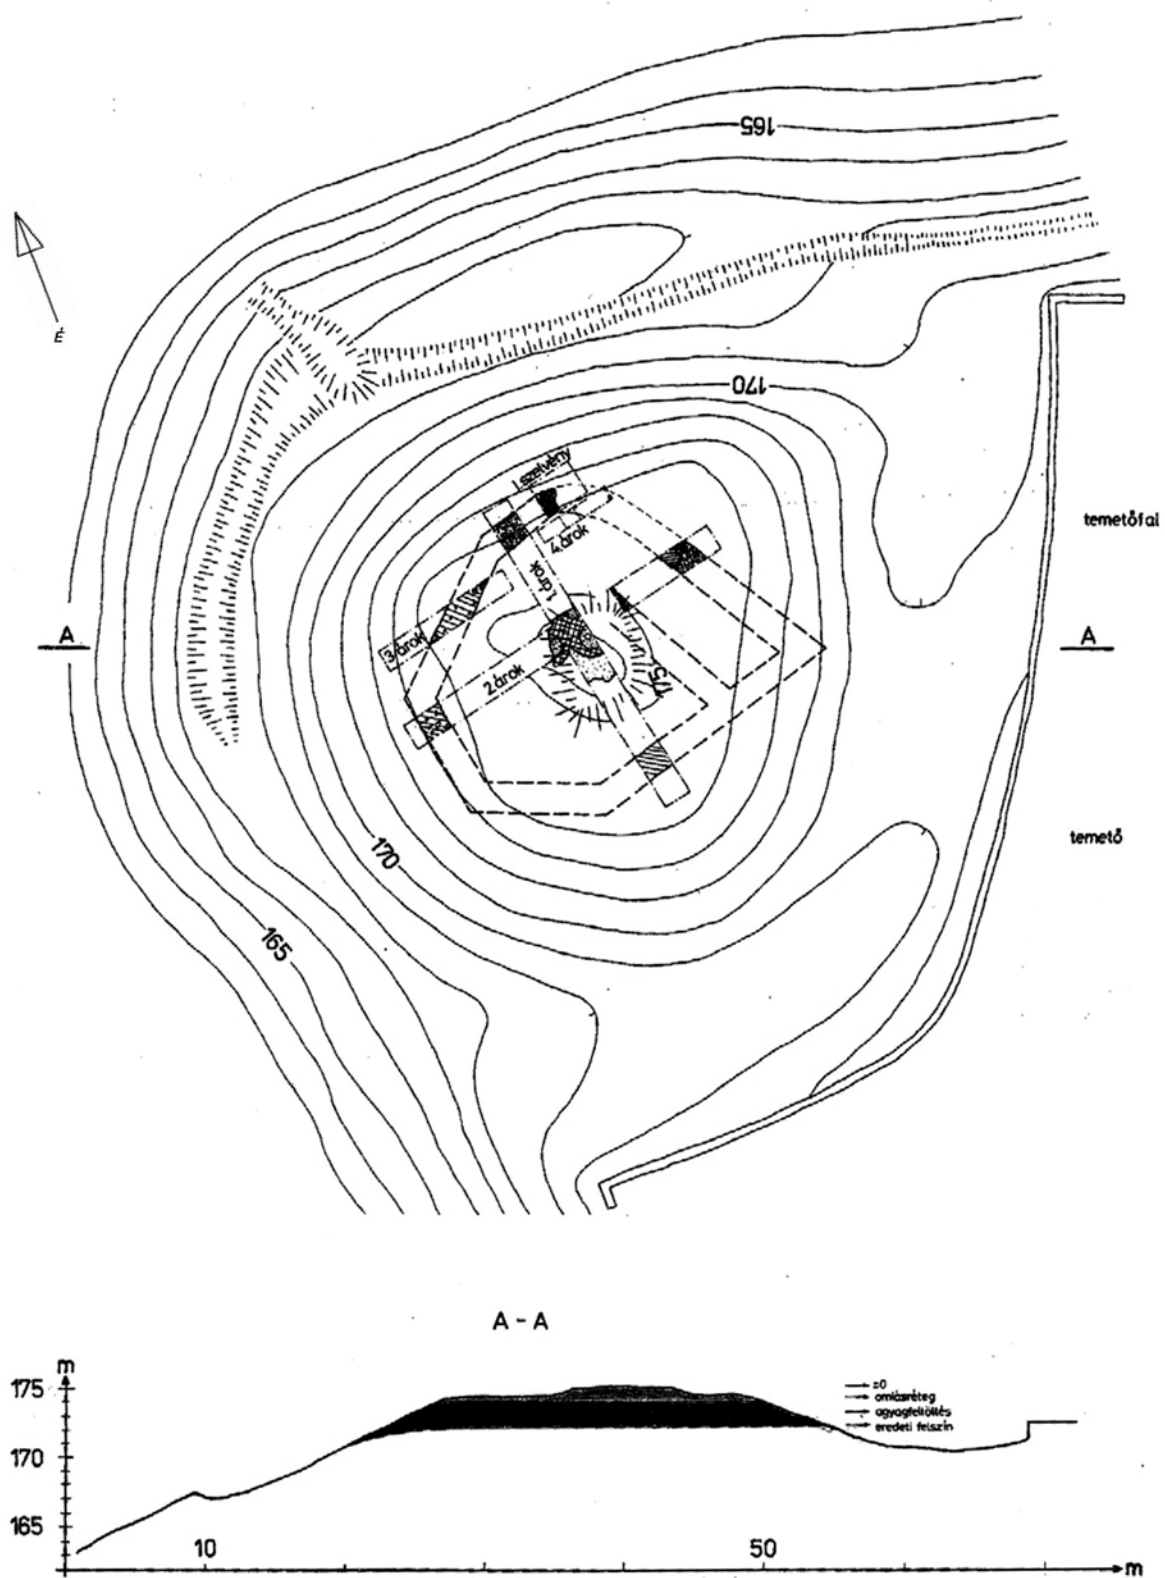 165
É
170
szelvény
temetőfal
4.árok
1.árok
A
A
3.árok
2.árok
175
temető
170
165
A - A
m
175
±0
omlásréteg
agyagfeltöltés
170
eredeti felszín
165
10
50
m